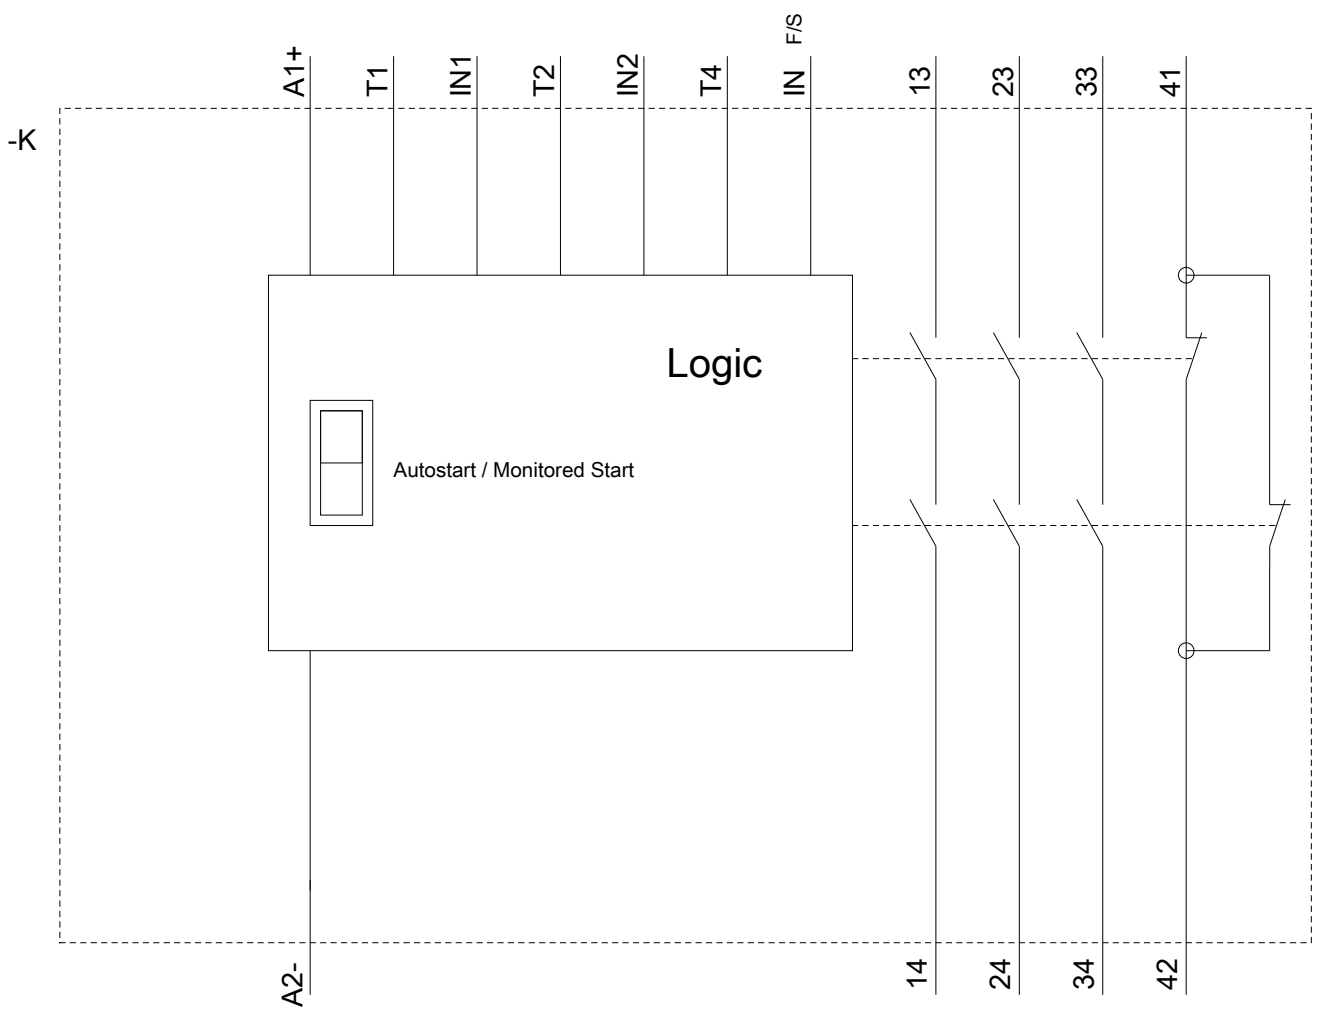 F/S
A1+
T1
IN1
T2
IN2
T4
IN
13
23
33
41
-K
Logic
Autostart / Monitored Start
A2-
14
24
34
42